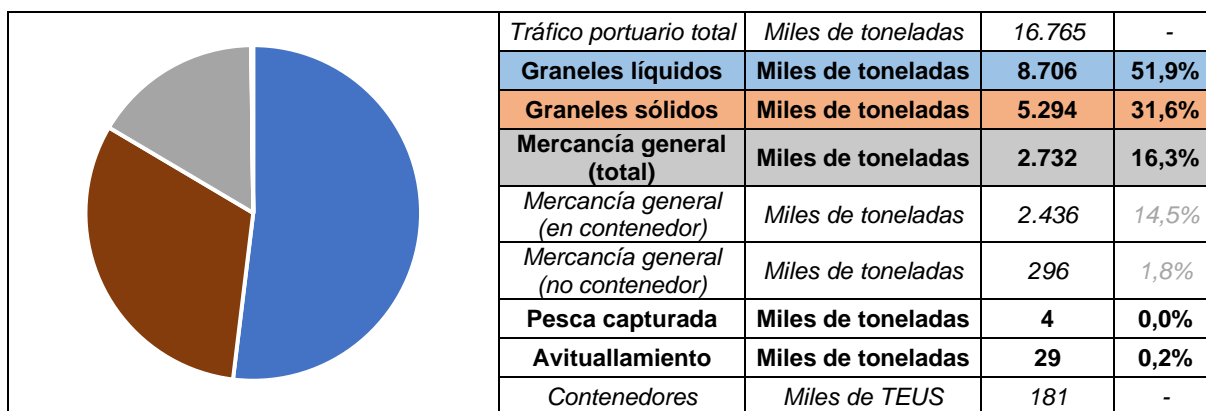 Tráfico portuario total Miles de toneladas 16.765 -
Graneles líquidos Miles de toneladas 8.706 51,9%
Graneles sólidos Miles de toneladas 5.294 31,6%
Mercancía general
(total) Miles de toneladas 2.732 16,3%
Mercancía general
(en contenedor) Miles de toneladas 2.436 14,5%
Mercancía general
(no contenedor) Miles de toneladas 296 1,8%
Pesca capturada Miles de toneladas 4 0,0%
Avituallamiento Miles de toneladas 29 0,2%
Contenedores Miles de TEUS 181 -